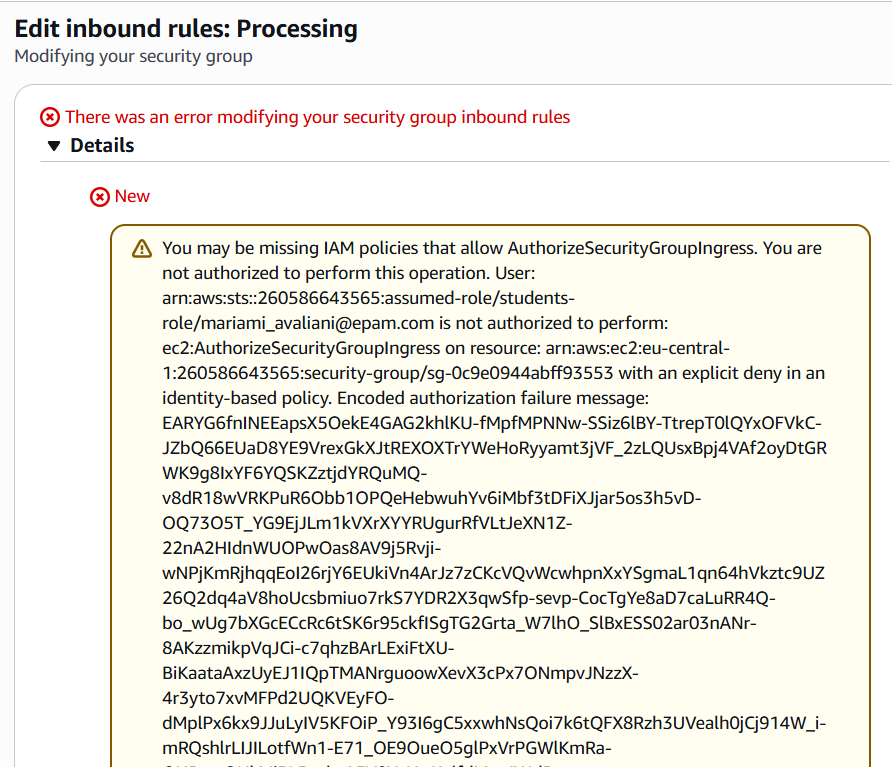 Edit inbound rules: Processing
Modifying your security group
There was an error modifying your security group inbound rules
Details
New
You may be missing IAM policies that allow AuthorizeSecurityGroupIngress. You are
not authorized to perform this operation. User:
arn:aws:sts::260586643565:assumed-role/students-
role/mariami_avaliani@epam.com is not authorized to perform:
ec2:AuthorizeSecurityGroupIngress on resource: arn:aws:ec2:eu-central-
1:260586643565:security-group/sg-0c9e0944abff93553 with an explicit deny in an
identity-based policy. Encoded authorization failure message:
EARYG6fnINEEapsX5OekE4GAG2khlKU-fMpfMPNNw-SSiz6lBY-TtrepT0lQYxOFVkC-
JZbQ66EUaD8YE9VrexGkXJtREXOXTrYWeHoRyyamt3jVF_2zLQUsxBpj4VAf2oyDtGR
WK9g8IxYF6YQSKZztjdYRQuMQ-
v8dR18wVRKPuR6Obb1OPQeHebwuhYv6iMbf3tDFiXJjar5os3h5vD-
OQ73O5T_YG9EjJLm1kVXrXYYRUgurRfVLtJeXN1Z-
22nA2HIdnWUOPwOas8AV9j5Rvji-
wNPjKmRjhqqEoI26rjY6EUkiVn4ArJz7zCKcVQvWcwhpnXxYSgmaL1qn64hVkztc9UZ
26Q2dq4aV8hoUcsbmiuo7rkS7YDR2X3qwSfp-sevp-CocTgYe8aD7caLuRR4Q-
bo_wUg7bXGcECcRc6tSK6r95ckfISgTG2Grta_W7lhO_SlBxESS02ar03nANr-
8AKzzmikpVqJCi-c7qhzBArLExiFtXU-
BiKaataAxzUyEJ1IQpTMANrguoowXevX3cPx7ONmpvJNzzX-
4r3yto7xvMFPd2UQKVEyFO-
dMplPx6kx9JJuLyIV5KFOiP_Y93I6gC5xxwhNsQoi7k6tQFX8Rzh3UVealh0jCj914W_i-
mRQshlrLIJILotfWn1-E71_OE9OueO5glPxVrPGWlKmRa-